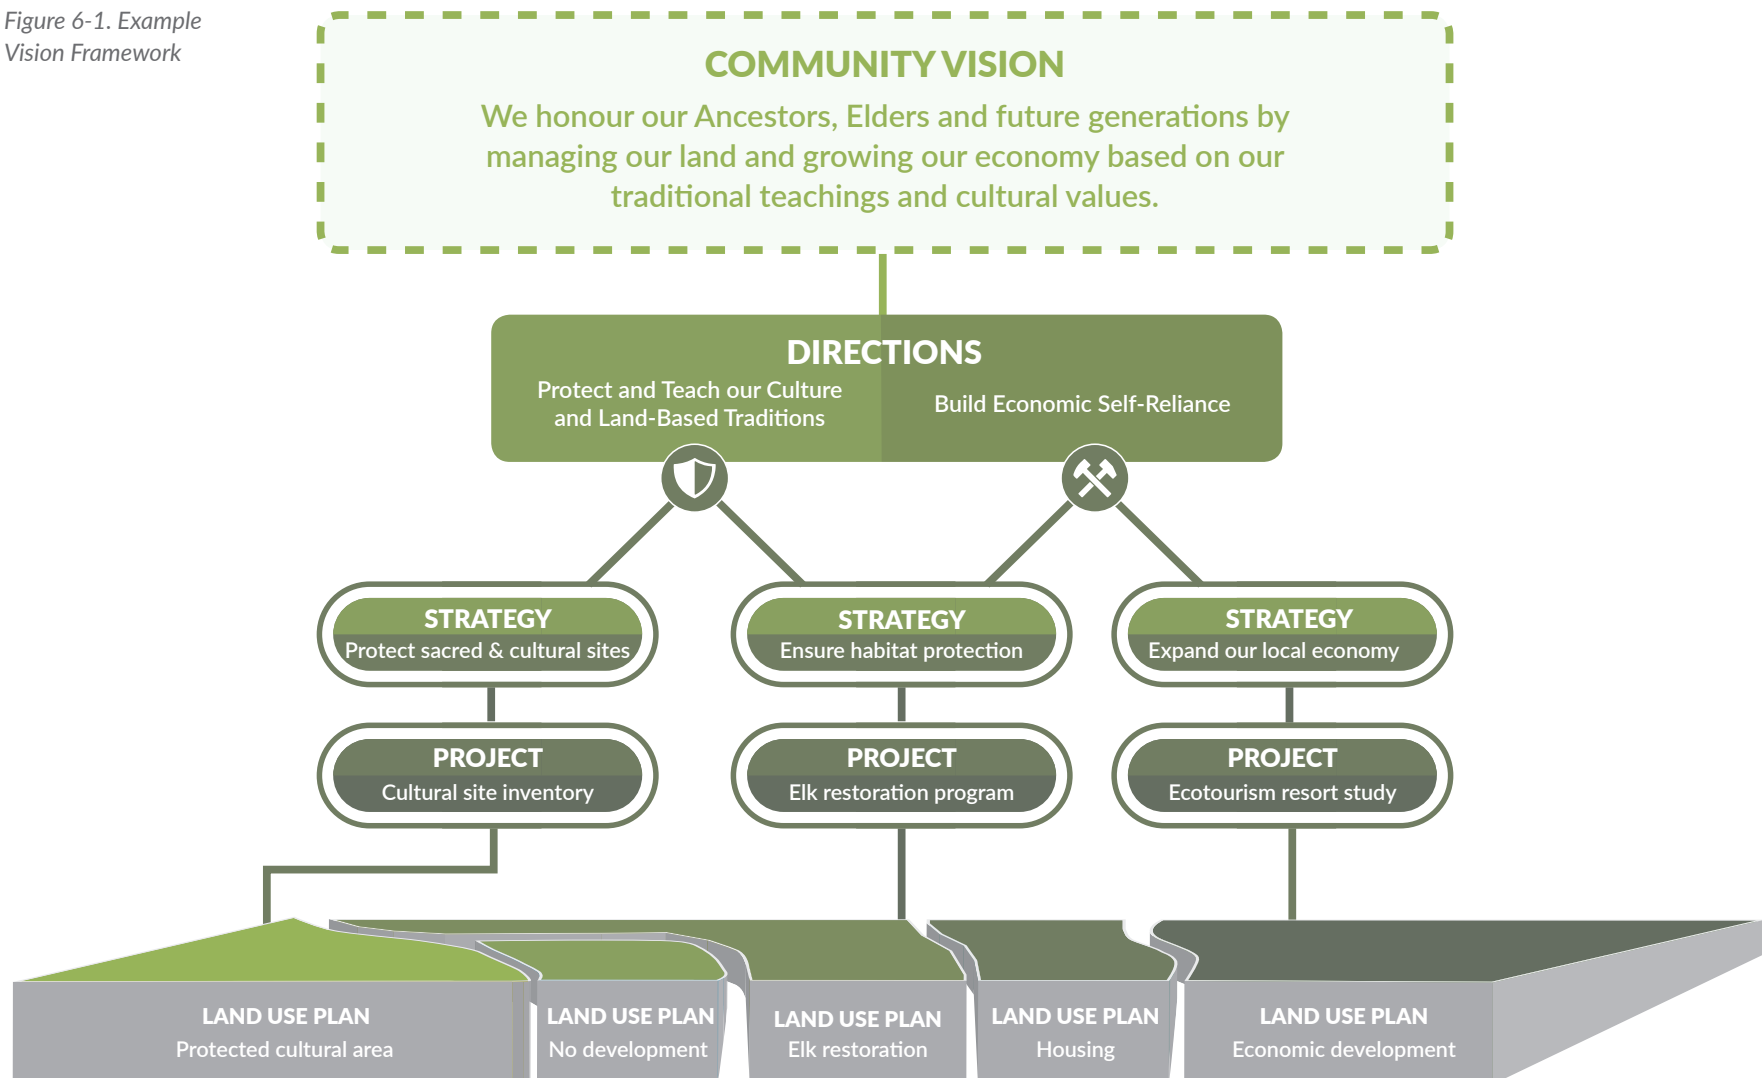 Figure 6-1. Example
Vision Framework
COMMUNITY VISION
We honour our Ancestors, Elders and future generations by
managing our land and growing our economy based on our
traditional teachings and cultural values.
DIRECTIONS
Protect and Teach our Culture
and Land-Based Traditions
Build Economic Self-Reliance
STRATEGY
Protect sacred & cultural sites
STRATEGY
Ensure habitat protection
STRATEGY
Expand our local economy
PROJECT
Cultural site inventory
PROJECT
Elk restoration program
PROJECT
Ecotourism resort study
LAND USE PLAN
Protected cultural area
LAND USE PLAN
No development
LAND USE PLAN
Elk restoration
LAND USE PLAN
Housing
LAND USE PLAN
Economic development